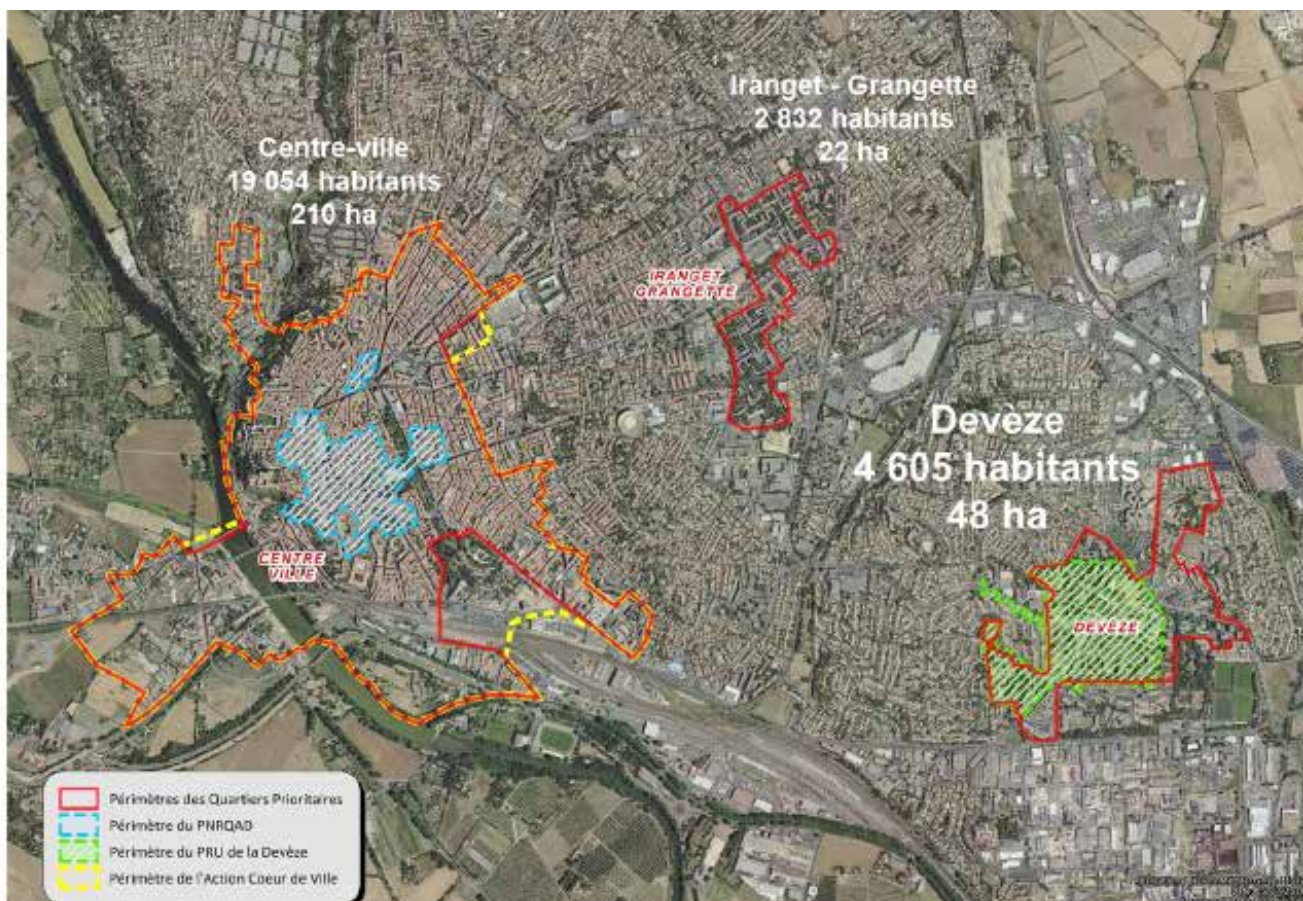 Iranget - Grangette
2 832 habitants
22 ha
Centre-ville
19 054 habitants
210 ha
IRANGET
GRANGETTE
Devèze
4 605 habitants
48 ha
CENTRE
VILLE
DEVEZE
Périmètres des Quartiers Prioritaires
Périmètre du PNRQAD
Périmètre du PRU de la Devèze
Périmètre de l'Action Coeur de Ville